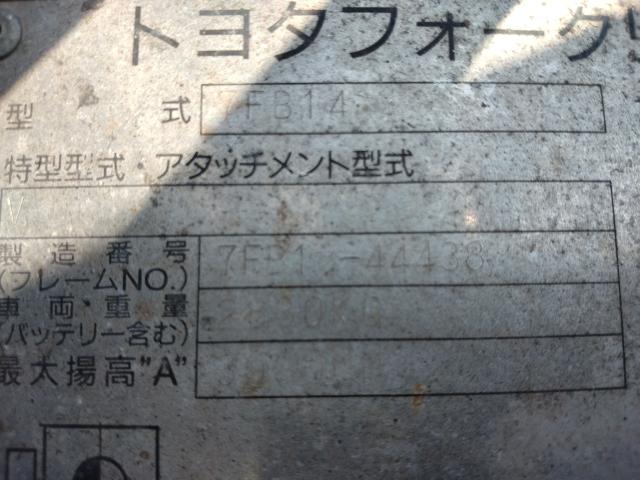 トヨタフォーク
型 式 7FB14
特型型式・アタッチメント型式
V
製造番号
(フレームNO.)
車両重量
(バッテリー含む)
最大揚高"A"